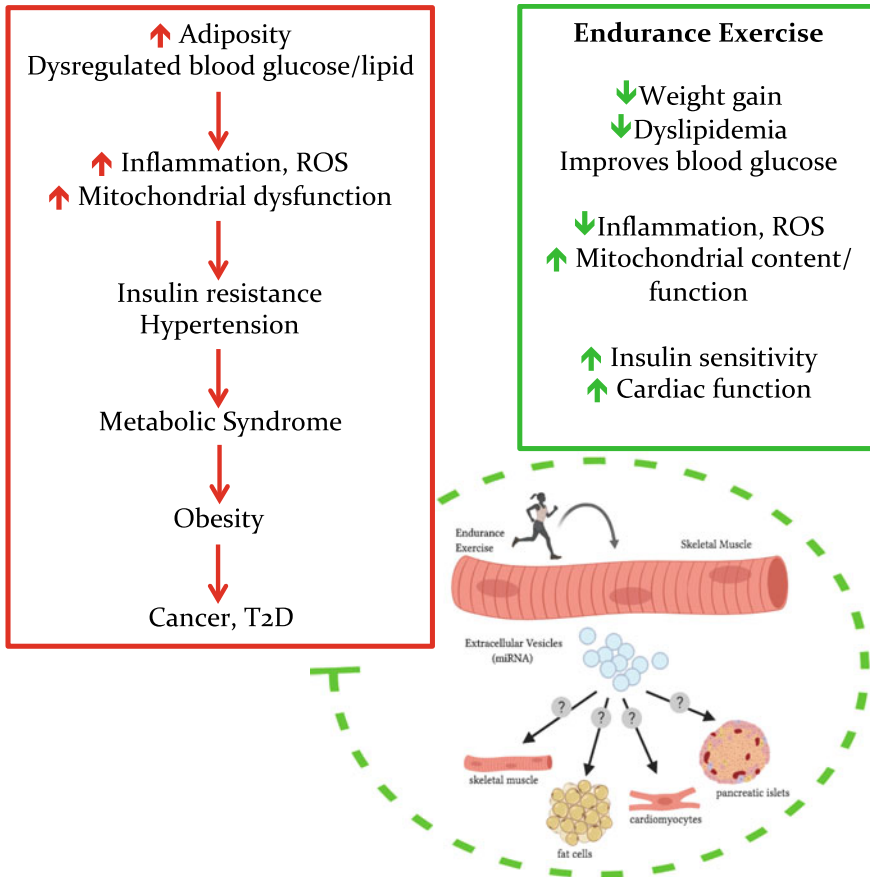 ↑ Adiposity
Dysregulated blood glucose/lipid
↑ Inflammation, ROS
↑ Mitochondrial dysfunction
Insulin resistance
Hypertension
Metabolic Syndrome
Obesity
Cancer, T2D
Endurance Exercise
↓Weight gain
↓Dyslipidemia
Improves blood glucose
↓Inflammation, ROS
↑ Mitochondrial content/
function
↑ Insulin sensitivity
↑ Cardiac function
Endurance
Exercise
Skeletal Muscle
Extracellular Vesicles
(miRNA)
?
?
?
?
skeletal muscle
fat cells
cardiomyocytes
pancreatic islets